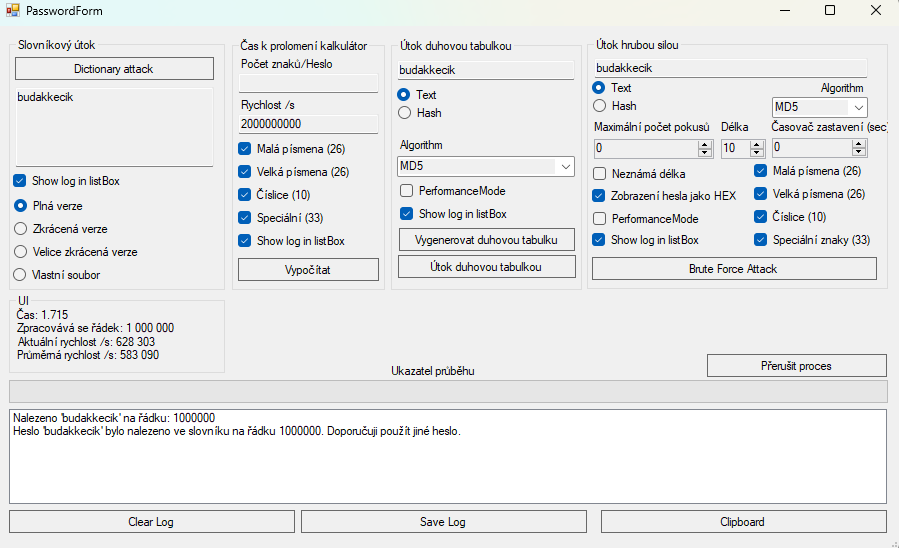 PasswordForm
Slovníkový útok
Dictionary attack
budakkecik
Show log in listBox
Plná verze
Zkrácená verze
Velice zkrácená verze
Vlastní soubor
Čas k prolomení kalkulátor
Počet znaků/Heslo
Rychlost /s
2000000000
Malá písmena (26)
Velká písmena (26)
Číslice (10)
Speciální (33)
Show log in listBox
Vypočítat
Útok duhovou tabulkou
budakkecik
Text
Hash
Algorithm
MD5
PerformanceMode
Show log in listBox
Vygenerovat duhovou tabulku
Útok duhovou tabulkou
Útok hrubou silou
budakkecik
Text
Hash
Algorithm
MD5
Maximální počet pokusů
Délka
Časovač zastavení (sec)
0
10
0
Neznámá délka
Zobrazení hesla jako HEX
PerformanceMode
Show log in listBox
Malá písmena (26)
Velká písmena (26)
Číslice (10)
Speciální znaky (33)
Brute Force Attack
UI
Čas: 1.715
Zpracovává se řádek: 1 000 000
Aktuální rychlost /s: 628 303
Průměrná rychlost /s: 583 090
Ukazatel průběhu
Přerušit proces
Nalezeno 'budakkecik' na řádku: 1000000
Heslo 'budakkecik' bylo nalezeno ve slovníku na řádku 1000000. Doporučuji použít jiné heslo.
Clear Log
Save Log
Clipboard